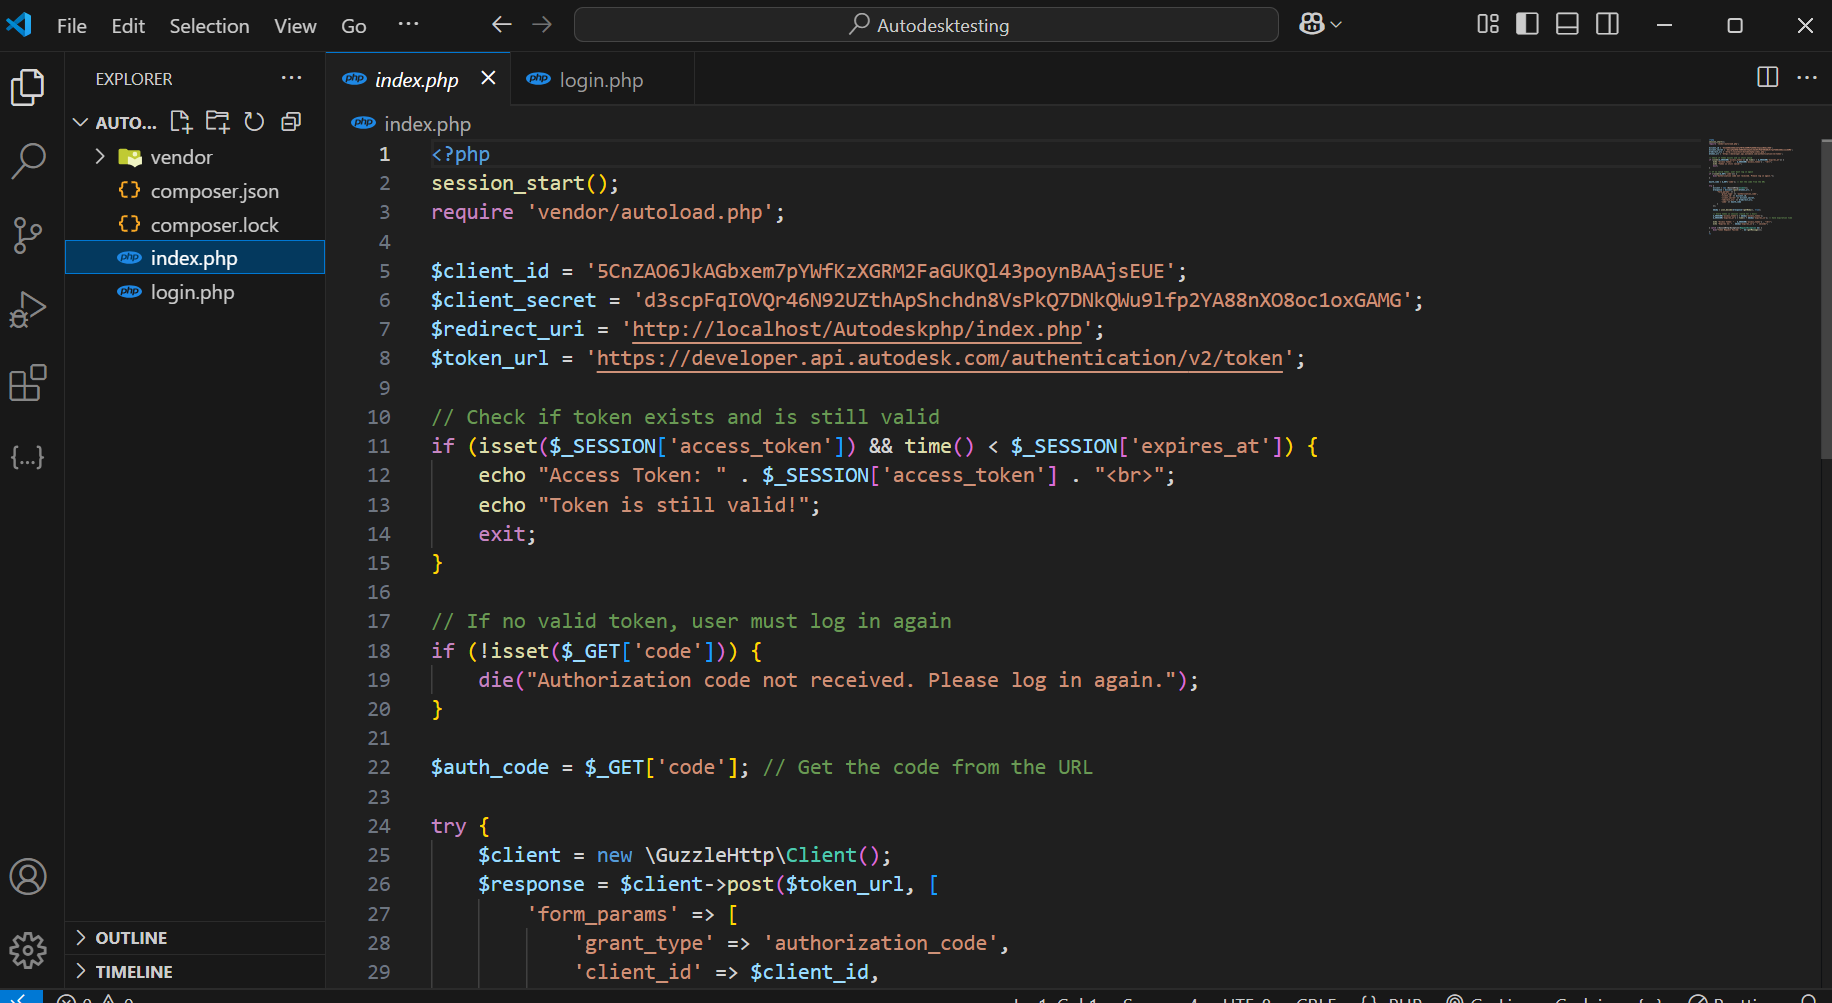 File Edit Selection View Go ··· Autodesktesting
EXPLORER
AUTO...
vendor
composer.json
composer.lock
index.php
login.php
OUTLINE
TIMELINE
index.php login.php
index.php
1 <?php
2 session_start();
3 require 'vendor/autoload.php';
4
5 $client_id = '5CnZAO6JkAGbxem7pYWfKzXGRM2FaGUKQl43poynBAAjsEUE';
6 $client_secret = 'd3scpFqIOVQr46N92UZthApShchdn8VsPkQ7DNkQWu9lfp2YA88nXO8oc1oxGAMG';
7 $redirect_uri = 'http://localhost/Autodeskphp/index.php';
8 $token_url = 'https://developer.api.autodesk.com/authentication/v2/token';
9
10 // Check if token exists and is still valid
11 if (isset($_SESSION['access_token']) && time() < $_SESSION['expires_at']) {
12 echo "Access Token: " . $_SESSION['access_token'] . "<br>";
13 echo "Token is still valid!";
14 exit;
15 }
16
17 // If no valid token, user must log in again
18 if (!isset($_GET['code'])) {
19 die("Authorization code not received. Please log in again.");
20 }
21
22 $auth_code = $_GET['code']; // Get the code from the URL
23
24 try {
25 $client = new \GuzzleHttp\Client();
26 $response = $client->post($token_url, [
27 'form_params' => [
28 'grant_type' => 'authorization_code',
29 'client_id' => $client_id,